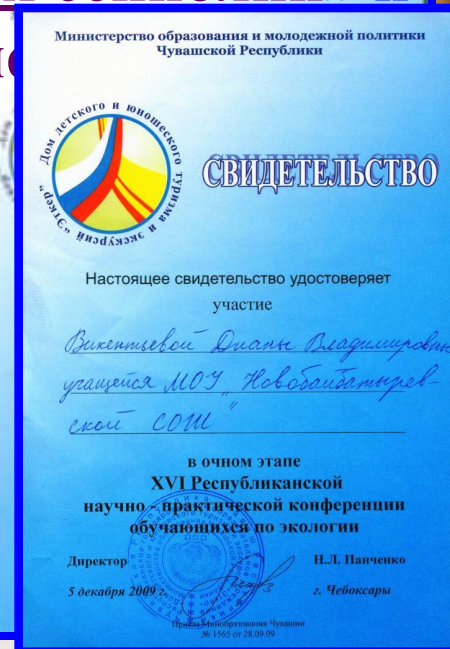 Министерство образования и молодежной политики
Чувашской Республики
Дом детского и юношеского туризма и экскурсий "Эткер"
СВИДЕТЕЛЬСТВО
Настоящее свидетельство удостоверяет
участие
Викентьевой Дианы Владимировны
учащейся МОУ "Новобайбатырев-
ской СОШ"
в очном этапе
XVI Республиканской
научно - практической конференции
обучающихся по экологии
Директор Н.Л. Панченко
5 декабря 2009 г. г. Чебоксары
Приказ Минобразования Чувашии
№ 1565 от 28.09.09